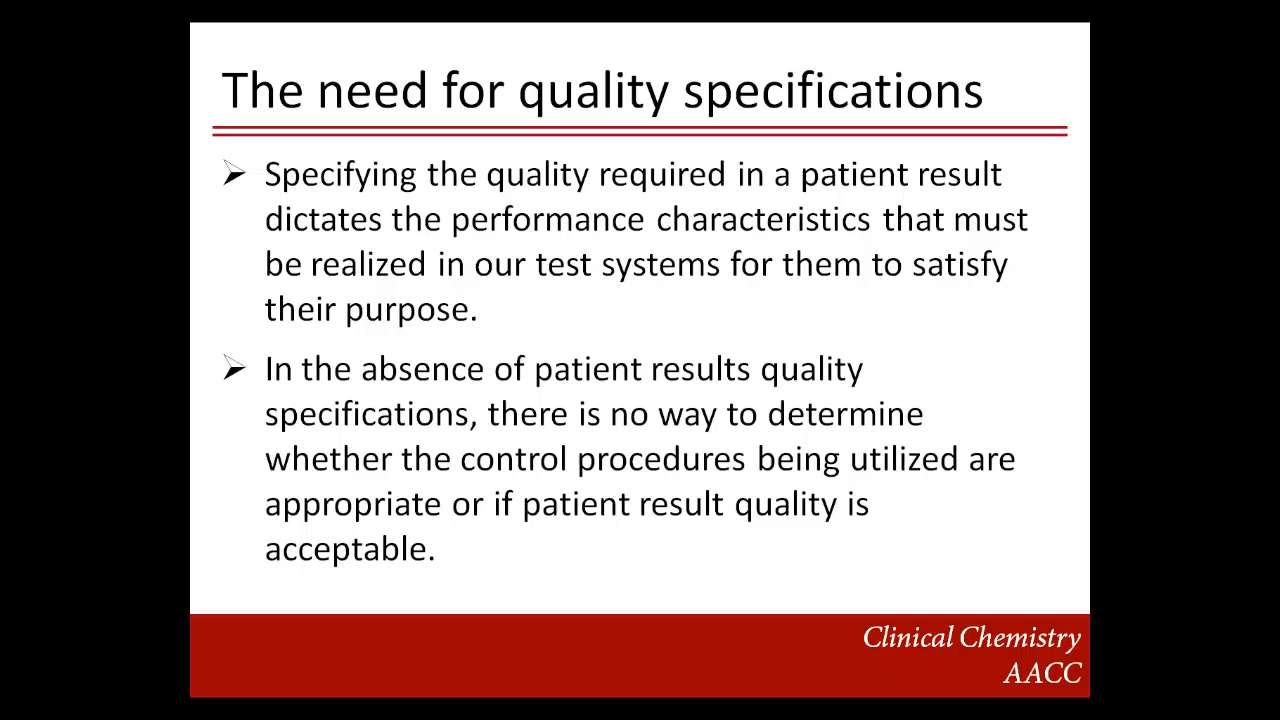 The need for quality specifications
Specifying the quality required in a patient result
dictates the performance characteristics that must
be realized in our test systems for them to satisfy
their purpose.
In the absence of patient results quality
specifications, there is no way to determine
whether the control procedures being utilized are
appropriate or if patient result quality is
acceptable.
Clinical Chemistry
AACC